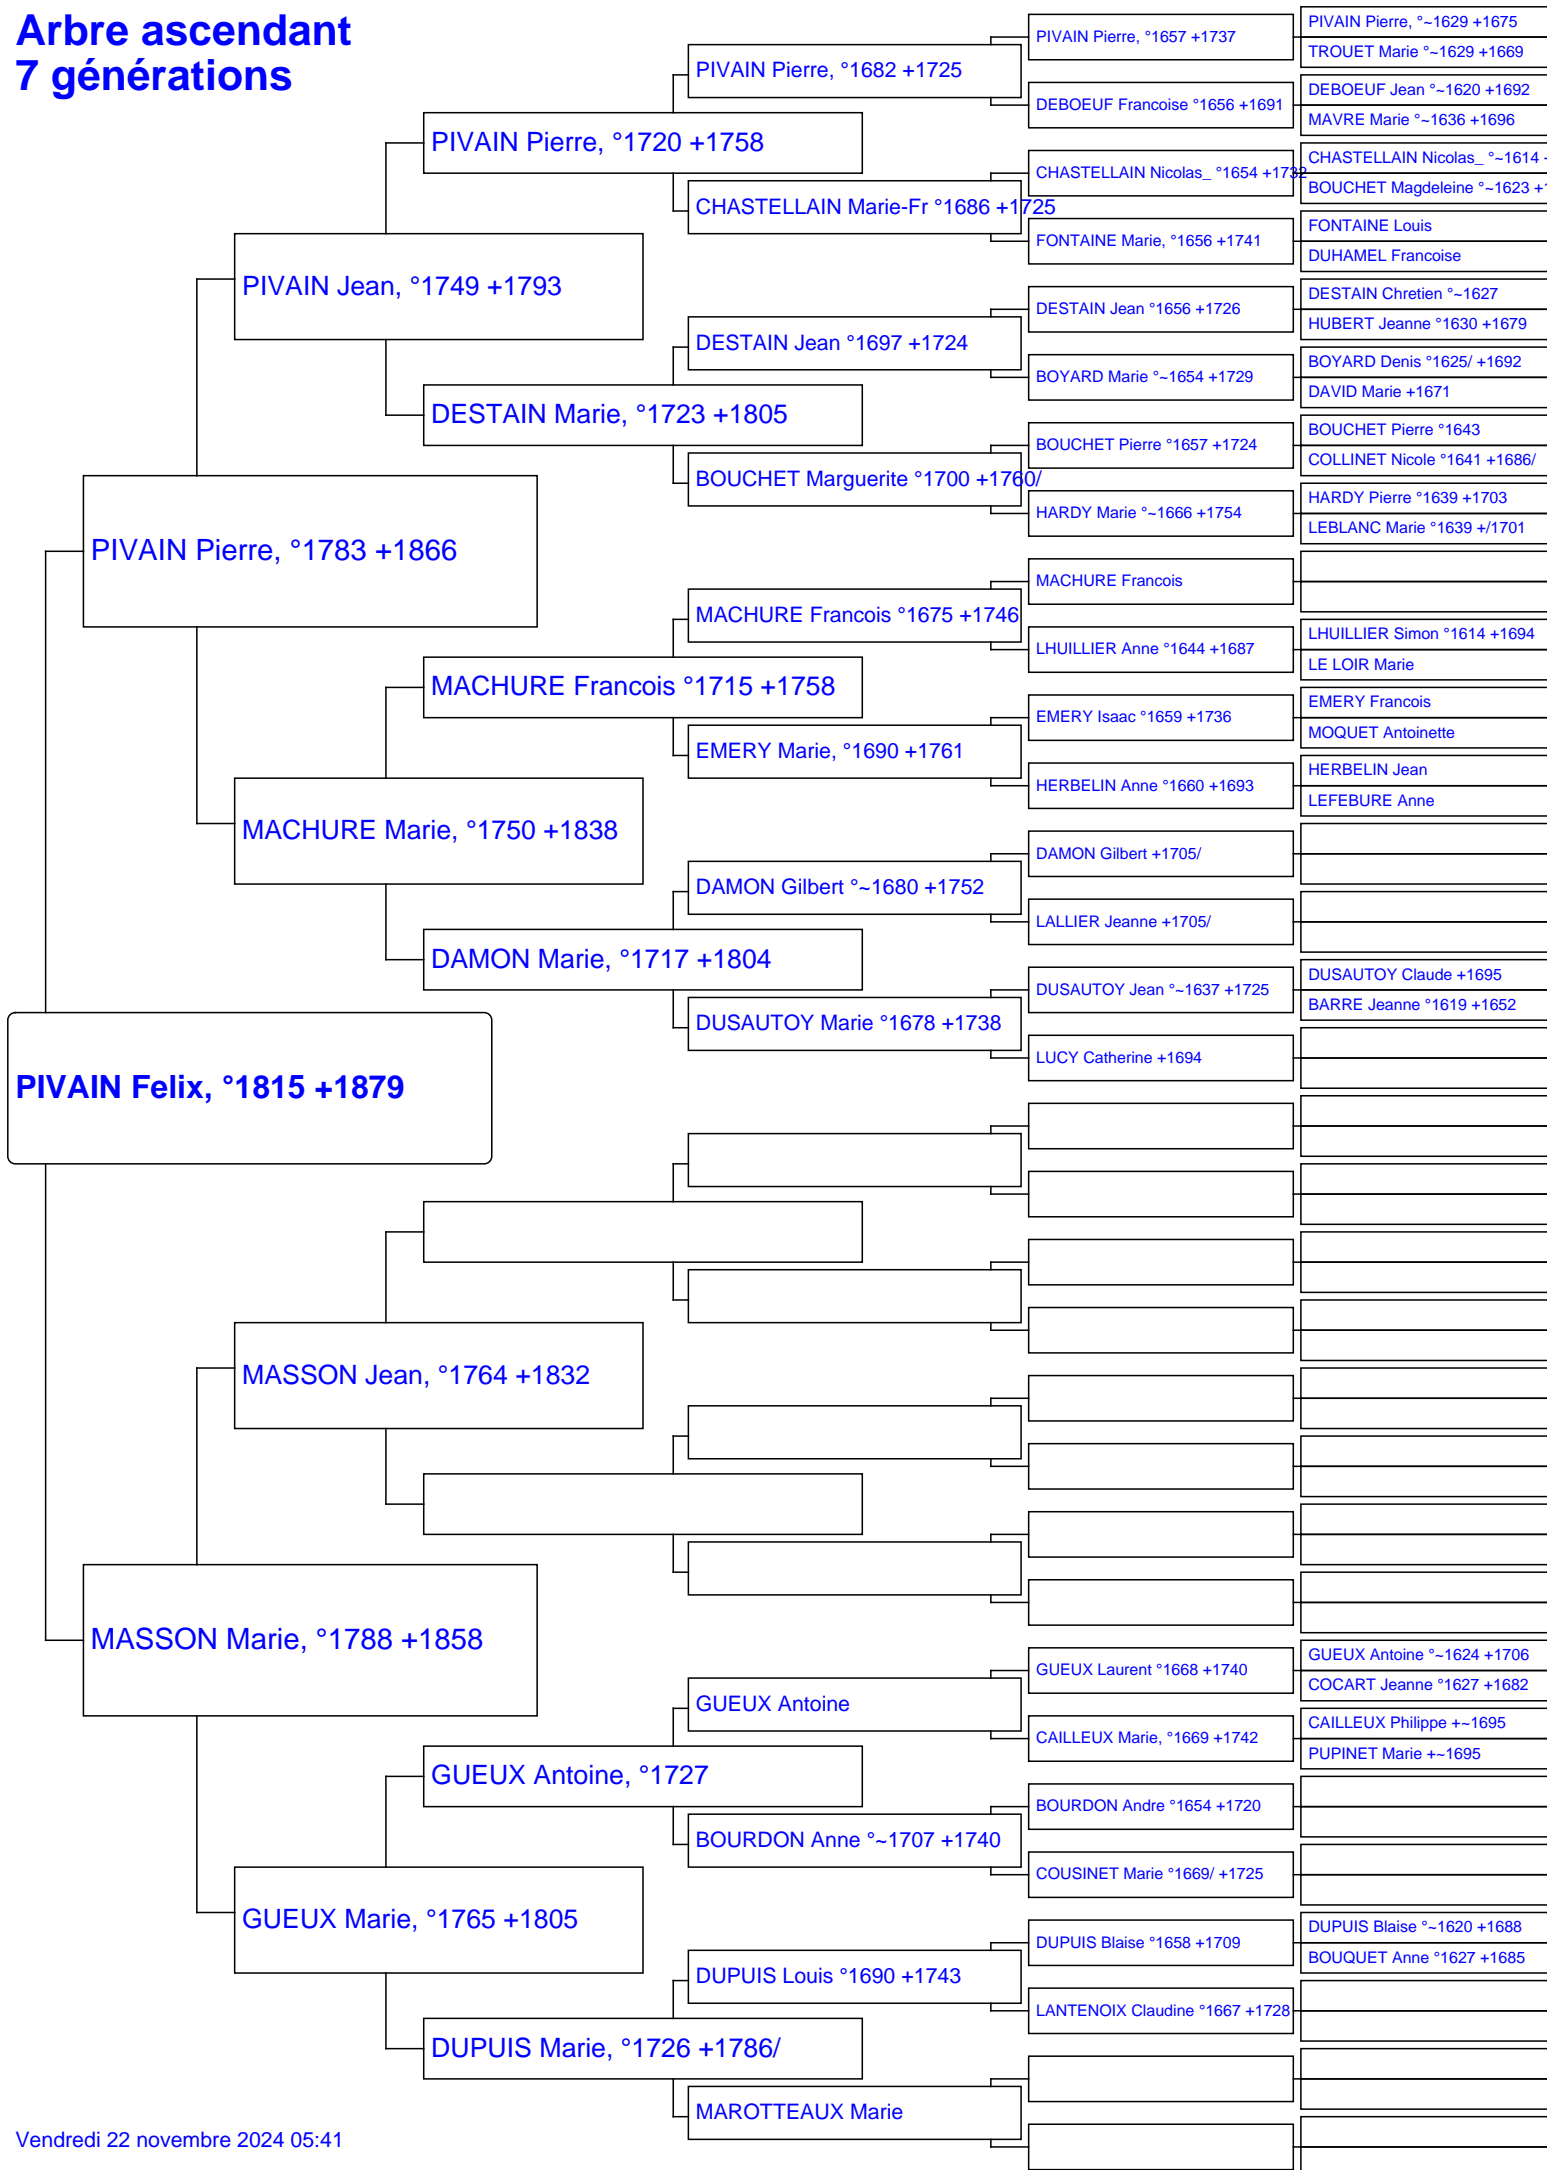 Arbre ascendant
7 générations
PIVAIN Felix, °1815 +1879
PIVAIN Pierre, °1783 +1866
MASSON Marie, °1788 +1858
PIVAIN Jean, °1749 +1793
MACHURE Marie, °1750 +1838
MASSON Jean, °1764 +1832
GUEUX Marie, °1765 +1805
PIVAIN Pierre, °1720 +1758
DESTAIN Marie, °1723 +1805
MACHURE Francois °1715 +1758
DAMON Marie, °1717 +1804
GUEUX Antoine, °1727
DUPUIS Marie, °1726 +1786/
PIVAIN Pierre, °1682 +1725
CHASTELLAIN Marie-Fr °1686 +1725
DESTAIN Jean °1697 +1724
BOUCHET Marguerite °1700 +1760/
MACHURE Francois °1675 +1746
EMERY Marie, °1690 +1761
DAMON Gilbert °~1680 +1752
DUSAUTOY Marie °1678 +1738
GUEUX Antoine
BOURDON Anne °~1707 +1740
DUPUIS Louis °1690 +1743
MAROTTEAUX Marie
PIVAIN Pierre, °1657 +1737
DEBOEUF Francoise °1656 +1691
CHASTELLAIN Nicolas_ °1654 +1732
FONTAINE Marie, °1656 +1741
DESTAIN Jean °1656 +1726
BOYARD Marie °~1654 +1729
BOUCHET Pierre °1657 +1724
HARDY Marie °~1666 +1754
MACHURE Francois
LHUILLIER Anne °1644 +1687
EMERY Isaac °1659 +1736
HERBELIN Anne °1660 +1693
DAMON Gilbert +1705/
LALLIER Jeanne +1705/
DUSAUTOY Jean °~1637 +1725
LUCY Catherine +1694
GUEUX Laurent °1668 +1740
CAILLEUX Marie, °1669 +1742
BOURDON Andre °1654 +1720
COUSINET Marie °1669/ +1725
DUPUIS Blaise °1658 +1709
LANTENOIX Claudine °1667 +1728
PIVAIN Pierre, °~1629 +1675
TROUET Marie °~1629 +1669
DEBOEUF Jean °~1620 +1692
MAVRE Marie °~1636 +1696
CHASTELLAIN Nicolas_ °~1614
BOUCHET Magdeleine °~1623
FONTAINE Louis
DUHAMEL Francoise
DESTAIN Chretien °~1627
HUBERT Jeanne °1630 +1679
BOYARD Denis °1625/ +1692
DAVID Marie +1671
BOUCHET Pierre °1643
COLLINET Nicole °1641 +1686/
HARDY Pierre °1639 +1703
LEBLANC Marie °1639 +/1701
LHUILLIER Simon °1614 +1694
LE LOIR Marie
EMERY Francois
MOQUET Antoinette
HERBELIN Jean
LEFEBURE Anne
DUSAUTOY Claude +1695
BARRE Jeanne °1619 +1652
GUEUX Antoine °~1624 +1706
COCART Jeanne °1627 +1682
CAILLEUX Philippe +~1695
PUPINET Marie +~1695
DUPUIS Blaise °~1620 +1688
BOUQUET Anne °1627 +1685
Vendredi 22 novembre 2024 05:41